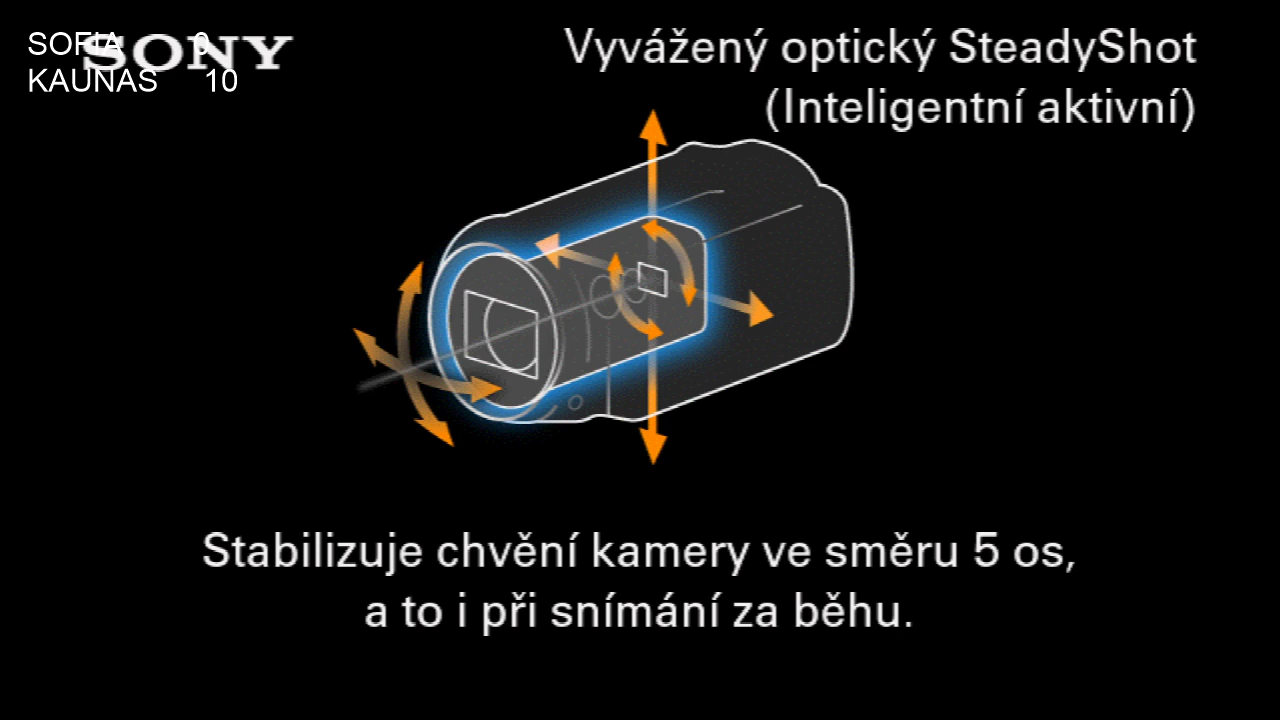 SONY
SOFIA 9
KAUNAS 10
Vyvážený optický SteadyShot
(Inteligentní aktivní)
Stabilizuje chvění kamery ve směru 5 os,
a to i při snímání za běhu.